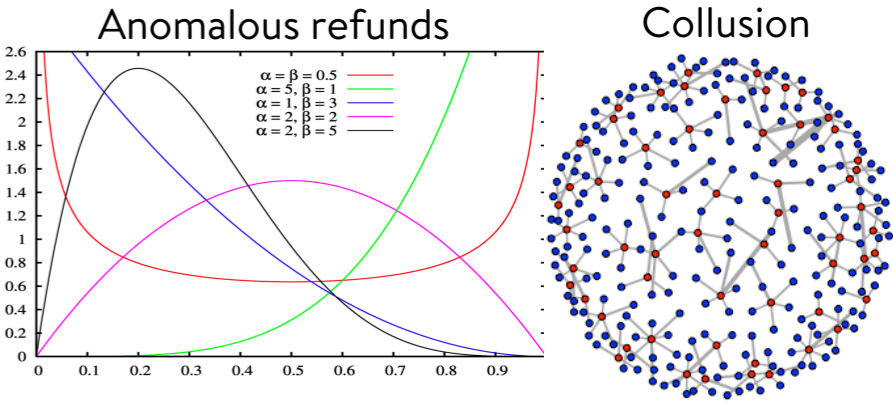 Anomalous refunds
Collusion
2.6
2.4
2.2
2
1.8
1.6
1.4
1.2
1
0.8
0.6
0.4
0.2
0
α = β = 0.5
α = 5, β = 1
α = 1, β = 3
α = 2, β = 2
α = 2, β = 5
0 0.1 0.2 0.3 0.4 0.5 0.6 0.7 0.8 0.9